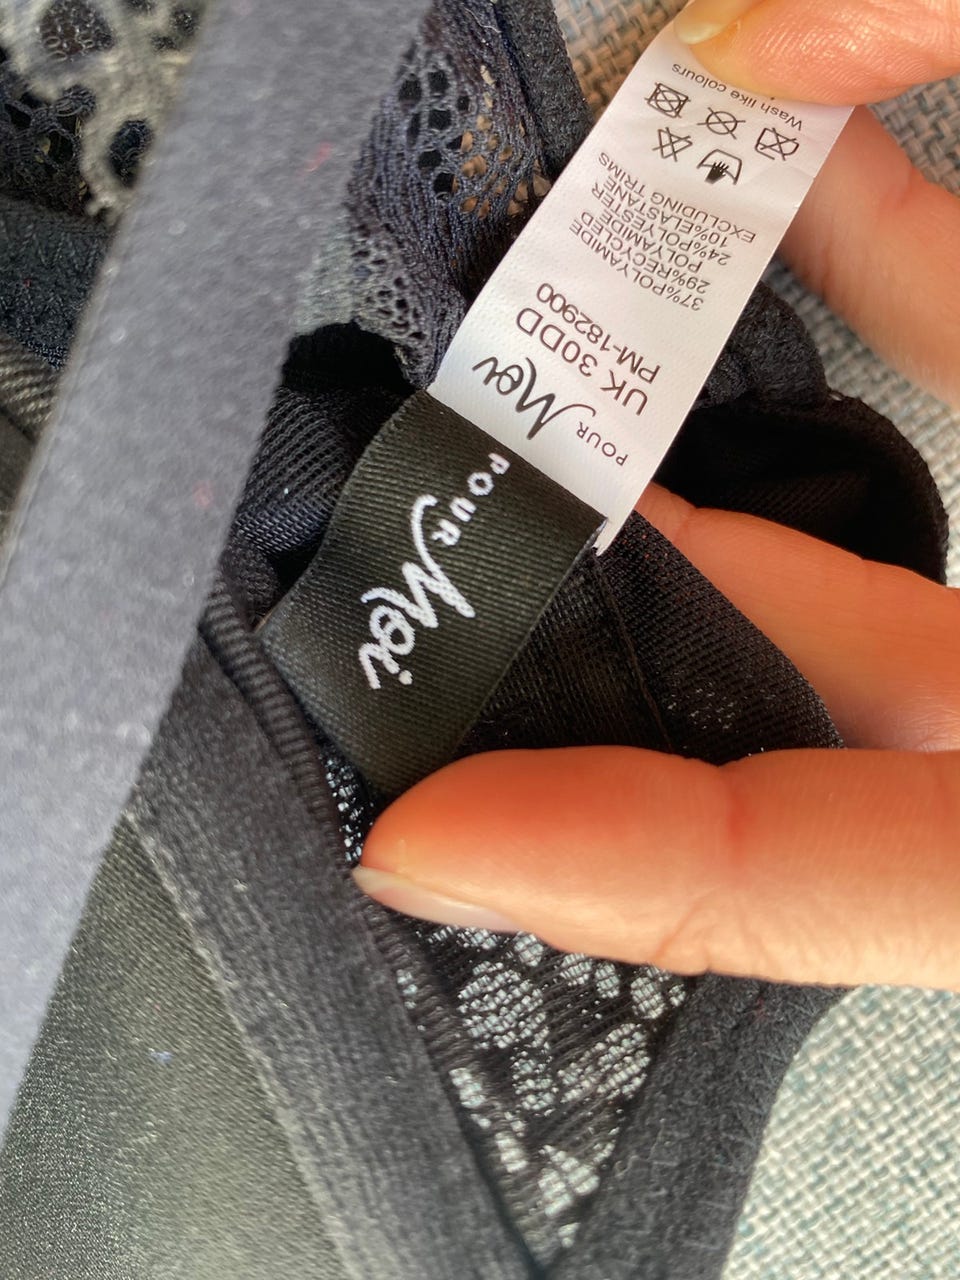 POUR
Moi
POUR
Moi
UK 30DD
PM-182900
37%POLYAMIDE
29%RECYCLED
POLYAMIDE
24%POLYESTER
10%ELASTANE
EXCLUDING TRIMS
Wash like colours